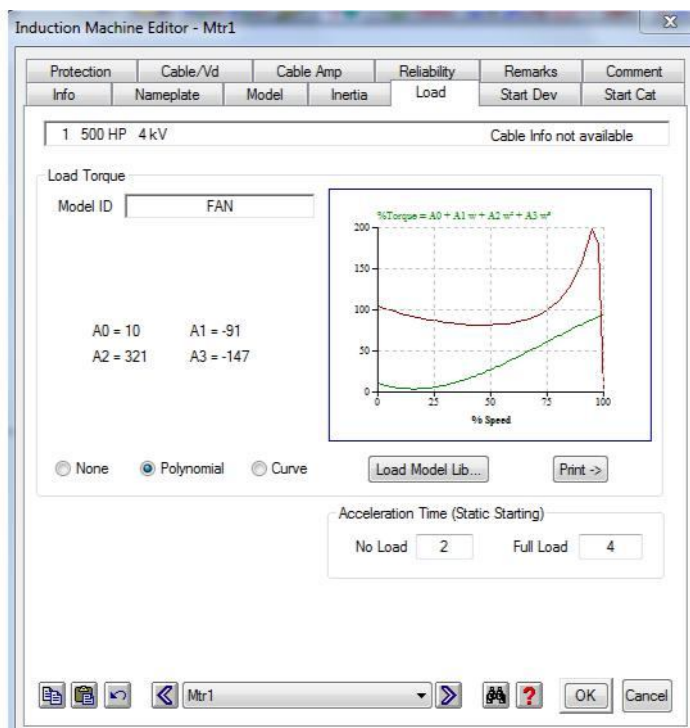 Induction Machine Editor - Mtr1
Protection Cable/Vd Cable Amp Reliability Remarks Comment
Info Nameplate Model Inertia Load Start Dev Start Cat
1 500 HP 4 kV Cable Info not available
Load Torque
Model ID FAN
%Torque = A0 + A1 w + A2 w² + A3 w³
200
150
100
50
0
0 25 50 75 100
% Speed
A0 = 10 A1 = -91
A2 = 321 A3 = -147
None Polynomial Curve Load Model Lib... Print ->
Acceleration Time (Static Starting)
No Load 2 Full Load 4
Mtr1 ? OK Cancel